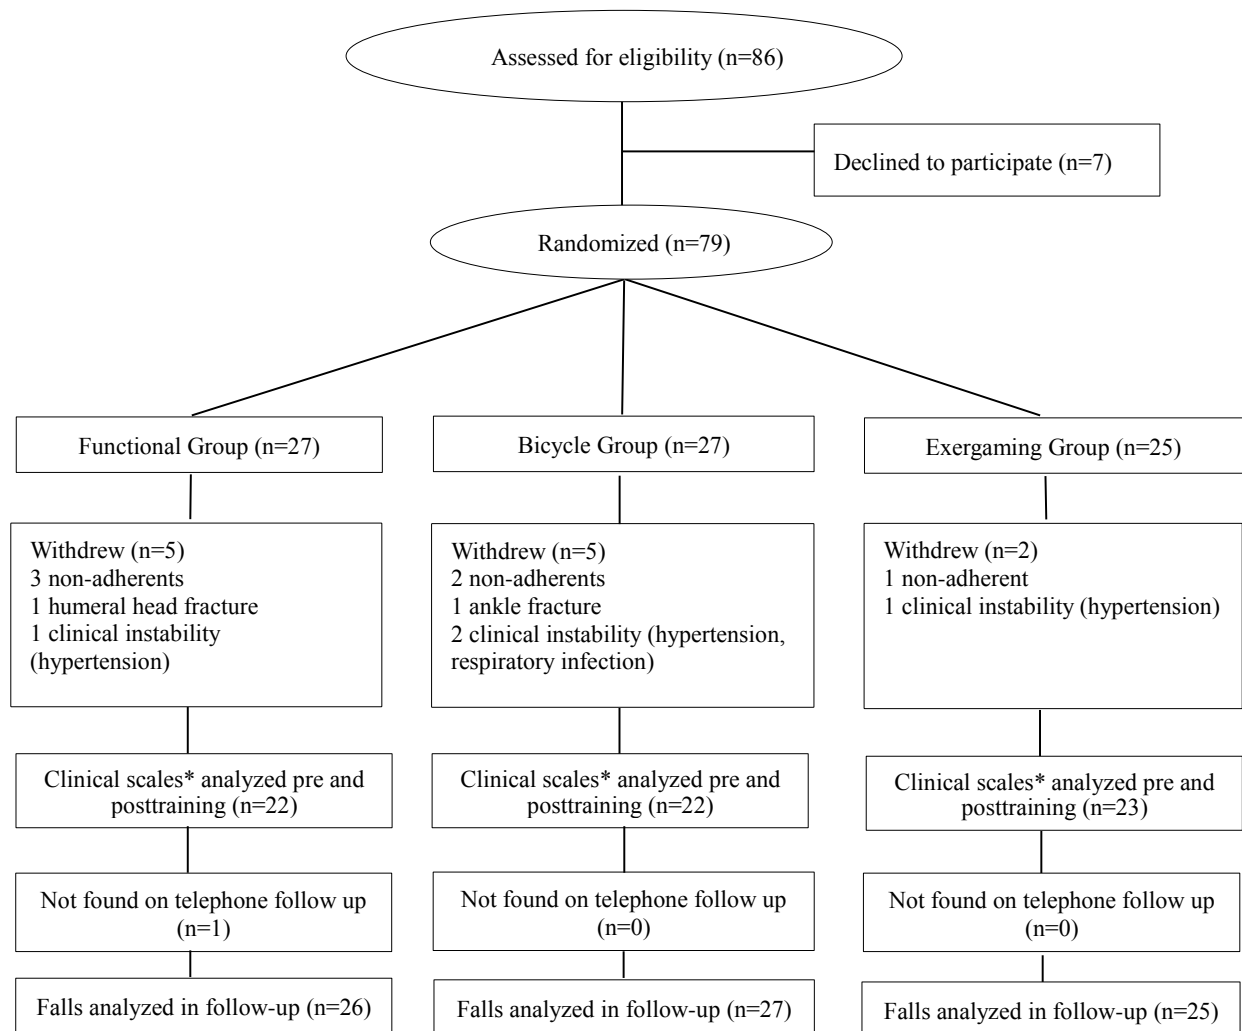 Assessed for eligibility (n=86)
Declined to participate (n=7)
Randomized (n=79)
Functional Group (n=27)
Bicycle Group (n=27)
Exergaming Group (n=25)
Withdrew (n=5)
3 non-adherents
1 humeral head fracture
1 clinical instability
(hypertension)
Withdrew (n=5)
2 non-adherents
1 ankle fracture
2 clinical instability (hypertension,
respiratory infection)
Withdrew (n=2)
1 non-adherent
1 clinical instability (hypertension)
Clinical scales* analyzed pre and
posttraining (n=22)
Clinical scales* analyzed pre and
posttraining (n=22)
Clinical scales* analyzed pre and
posttraining (n=23)
Not found on telephone follow up
(n=1)
Not found on telephone follow up
(n=0)
Not found on telephone follow up
(n=0)
Falls analyzed in follow-up (n=26)
Falls analyzed in follow-up (n=27)
Falls analyzed in follow-up (n=25)